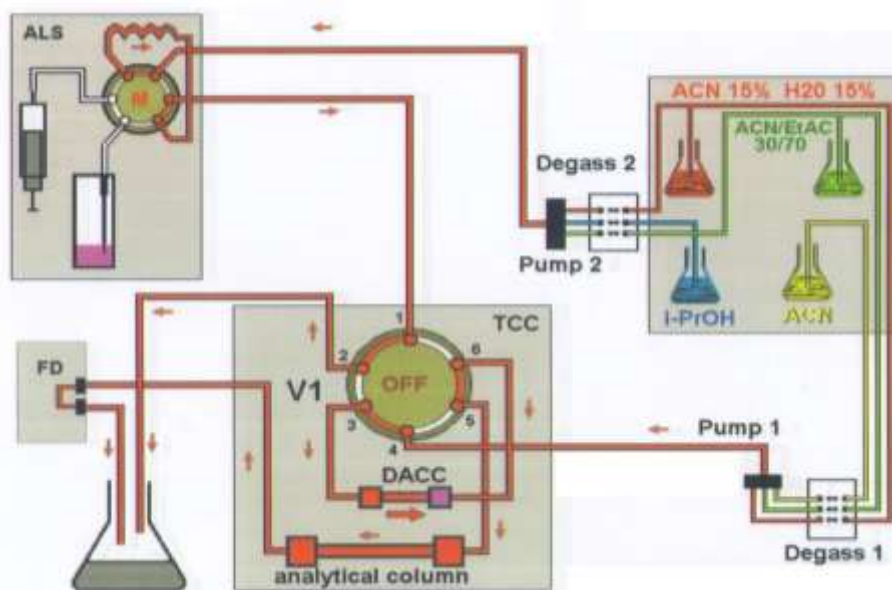 ALS
M
ACN 15% H20 15%
ACN/EtAC
30/70
Degass 2
Pump 2
i-PrOH
ACN
TCC
1
2
6
V1
OFF
3
5
4
FD
DACC
Pump 1
Degass 1
analytical column